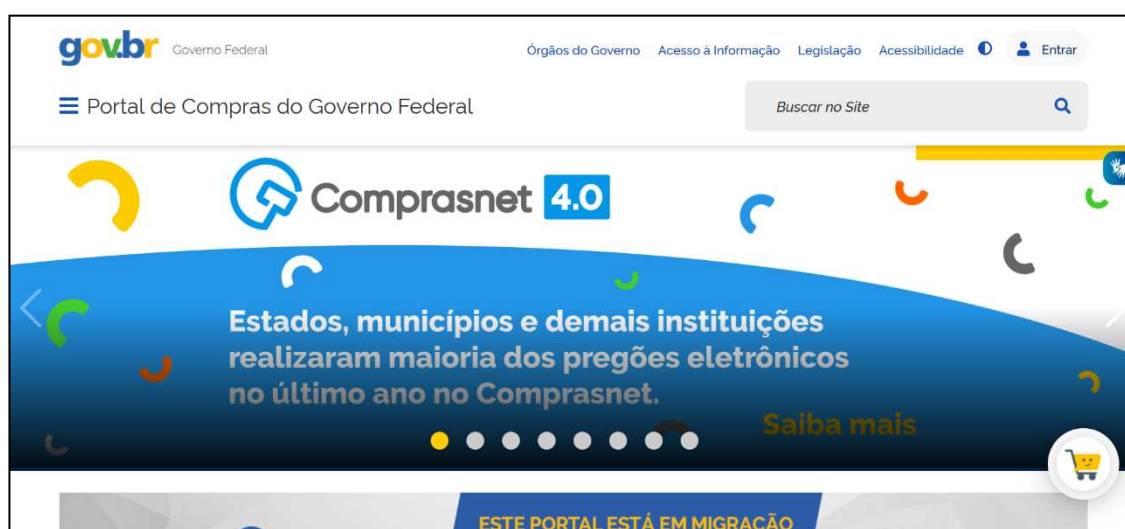 gov.br
Governo Federal
Órgãos do Governo Acesso à Informação Legislação Acessibilidade Entrar
Portal de Compras do Governo Federal
Buscar no Site
Comprasnet 4.0
Estados, municípios e demais instituições
realizaram maioria dos pregões eletrônicos
no último ano no Comprasnet.
Saiba mais
ESTE PORTAL ESTÁ EM MIGRAÇÃO